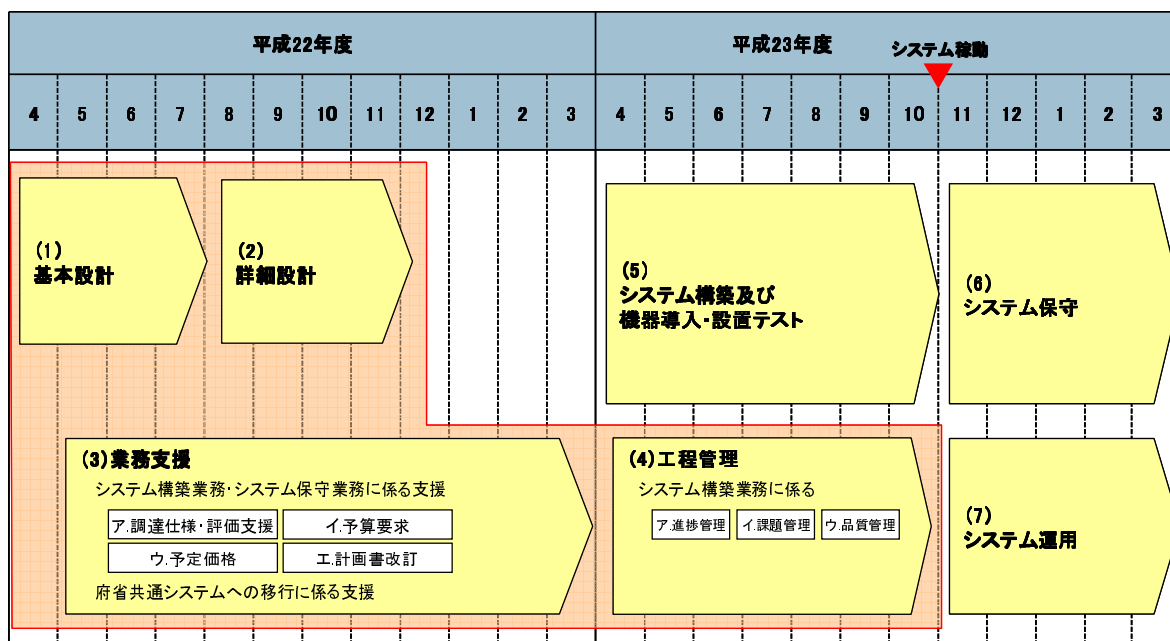 平成22年度
平成23年度
システム稼動
4 5 6 7 8 9 10 11 12 1 2 3 4 5 6 7 8 9 10 11 12 1 2 3
(1)
基本設計
(2)
詳細設計
(5)
システム構築及び
機器導入・設置テスト
(6)
システム保守
(3)業務支援
システム構築業務・システム保守業務に係る支援
ア.調達仕様・評価支援
イ.予算要求
ウ.予定価格
エ.計画書改訂
府省共通システムへの移行に係る支援
(4)工程管理
システム構築業務に係る
ア.進捗管理
イ.課題管理
ウ.品質管理
(7)
システム運用